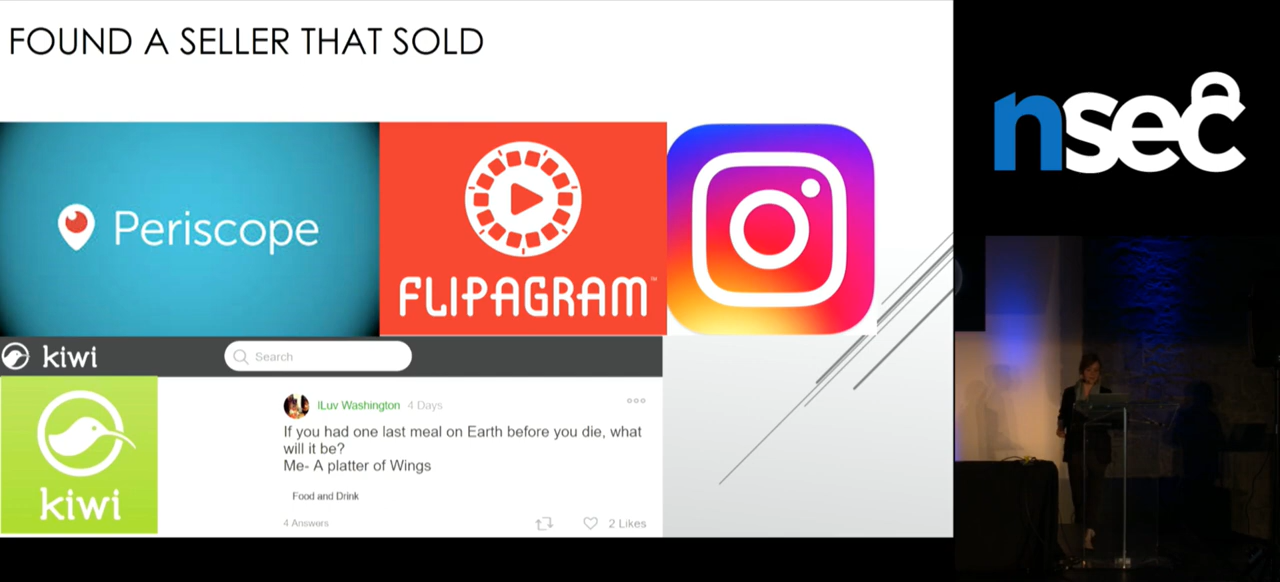 FOUND A SELLER THAT SOLD
nsec
Periscope
FLIPAGRAM™
kiwi
Search
ILuv Washington 4 Days
If you had one last meal on Earth before you die, what
will it be?
Me- A platter of Wings
Food and Drink
4 Answers
2 Likes
kiwi